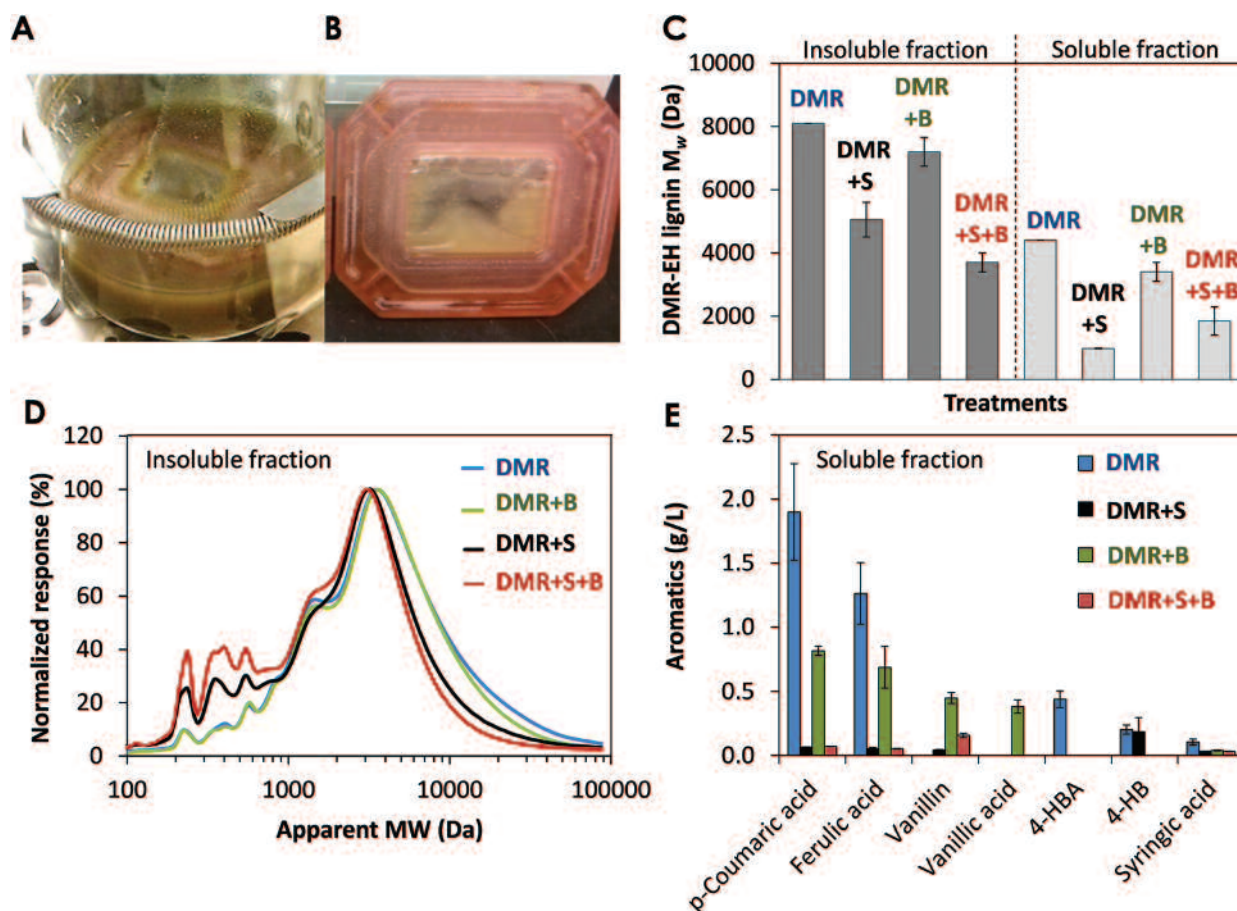 A
B
C
Insoluble fraction
Soluble fraction
DMR-EH lignin Mw (Da)
10000
8000
6000
4000
2000
0
DMR
DMR
+S
DMR
+B
DMR
+S+B
DMR
DMR
+S
DMR
+B
DMR
+S+B
Treatments
D
Insoluble fraction
Normalized response (%)
120
100
80
60
40
20
0
DMR
DMR+B
DMR+S
DMR+S+B
100
1000
10000
100000
Apparent MW (Da)
E
Soluble fraction
Aromatics (g/L)
2.5
2.0
1.5
1.0
0.5
0.0
DMR
DMR+S
DMR+B
DMR+S+B
p-Coumaric acid
Ferulic acid
Vanillin
Vanillic acid
4-HBA
4-HB
Syringic acid